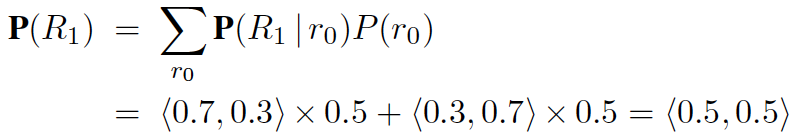 P(R₁) = ∑ P(R₁ | r₀)P(r₀)
r₀
= ⟨0.7, 0.3⟩ × 0.5 + ⟨0.3, 0.7⟩ × 0.5 = ⟨0.5, 0.5⟩